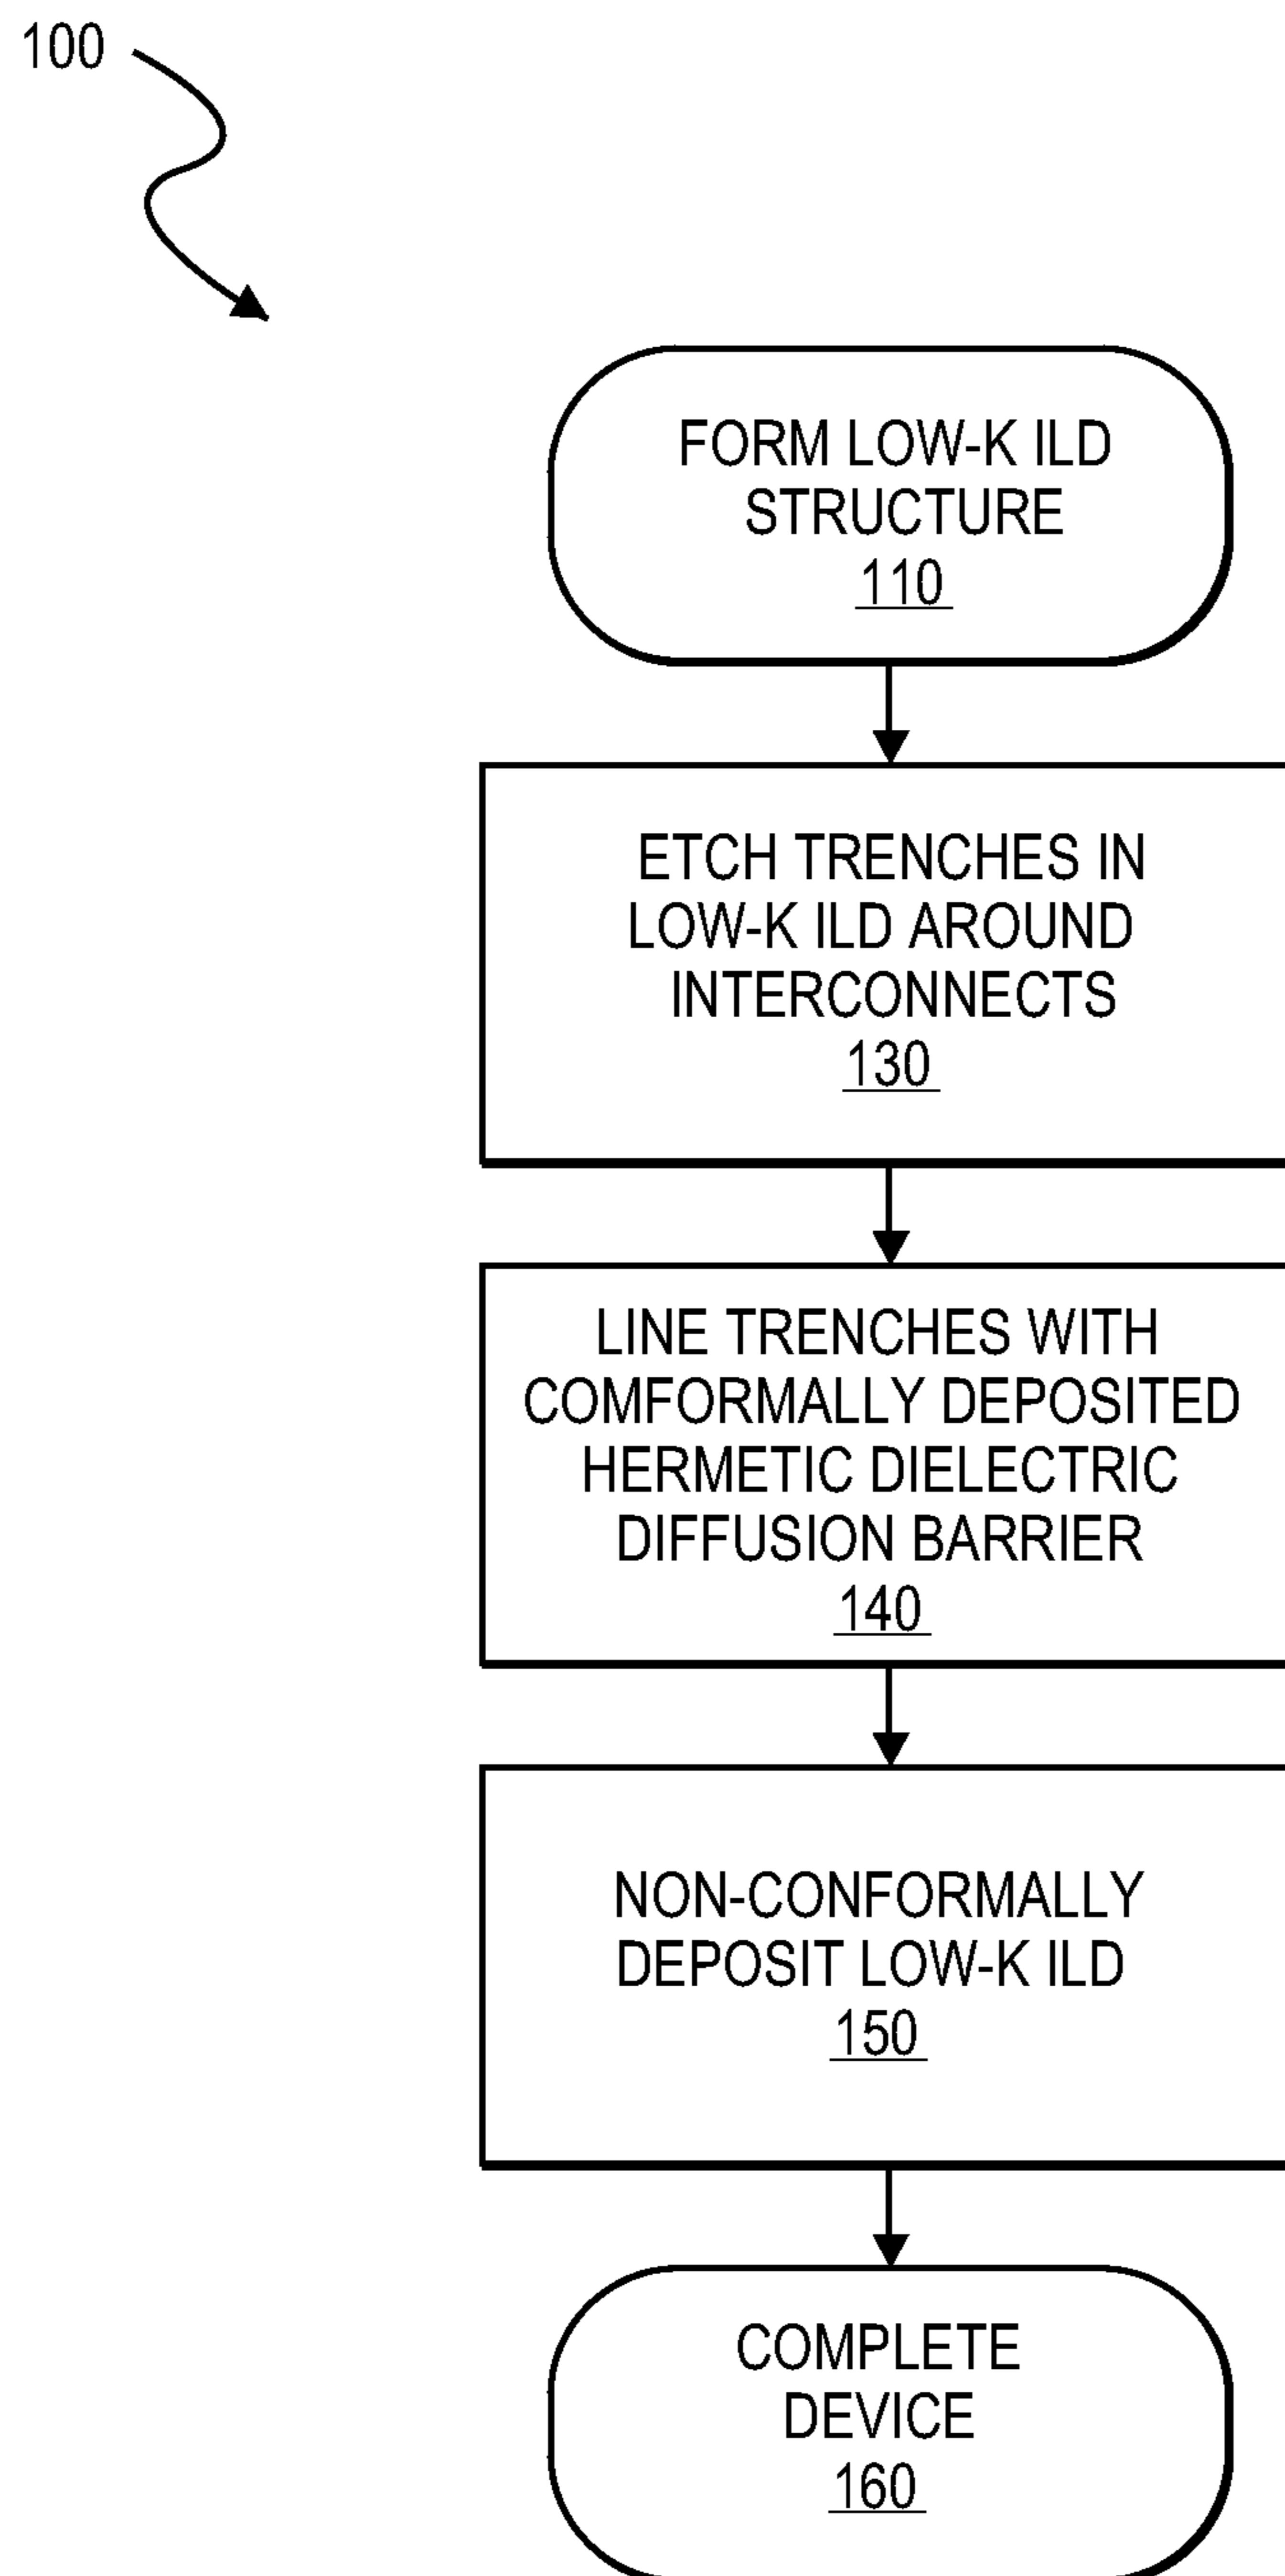 100
FORM LOW-K ILD
STRUCTURE
110
ETCH TRENCHES IN
LOW-K ILD AROUND
INTERCONNECTS
130
LINE TRENCHES WITH
COMFORMALLY DEPOSITED
HERMETIC DIELECTRIC
DIFFUSION BARRIER
140
NON-CONFORMALLY
DEPOSIT LOW-K ILD
150
COMPLETE
DEVICE
160